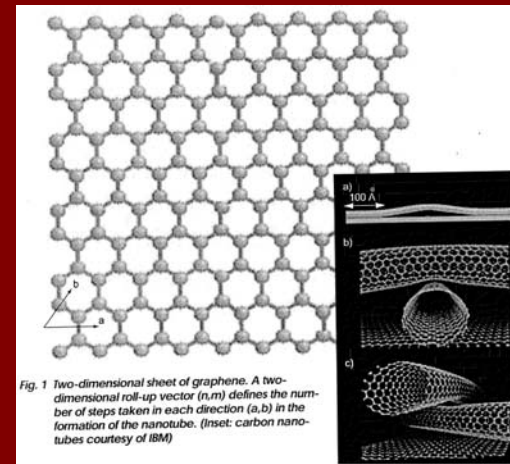 b
a
Fig. 1 Two-dimensional sheet of graphene. A two-
dimensional roll-up vector (n,m) defines the num-
ber of steps taken in each direction (a,b) in the
formation of the nanotube. (Inset: carbon nano-
tubes courtesy of IBM)
a)
100 Å
b)
c)